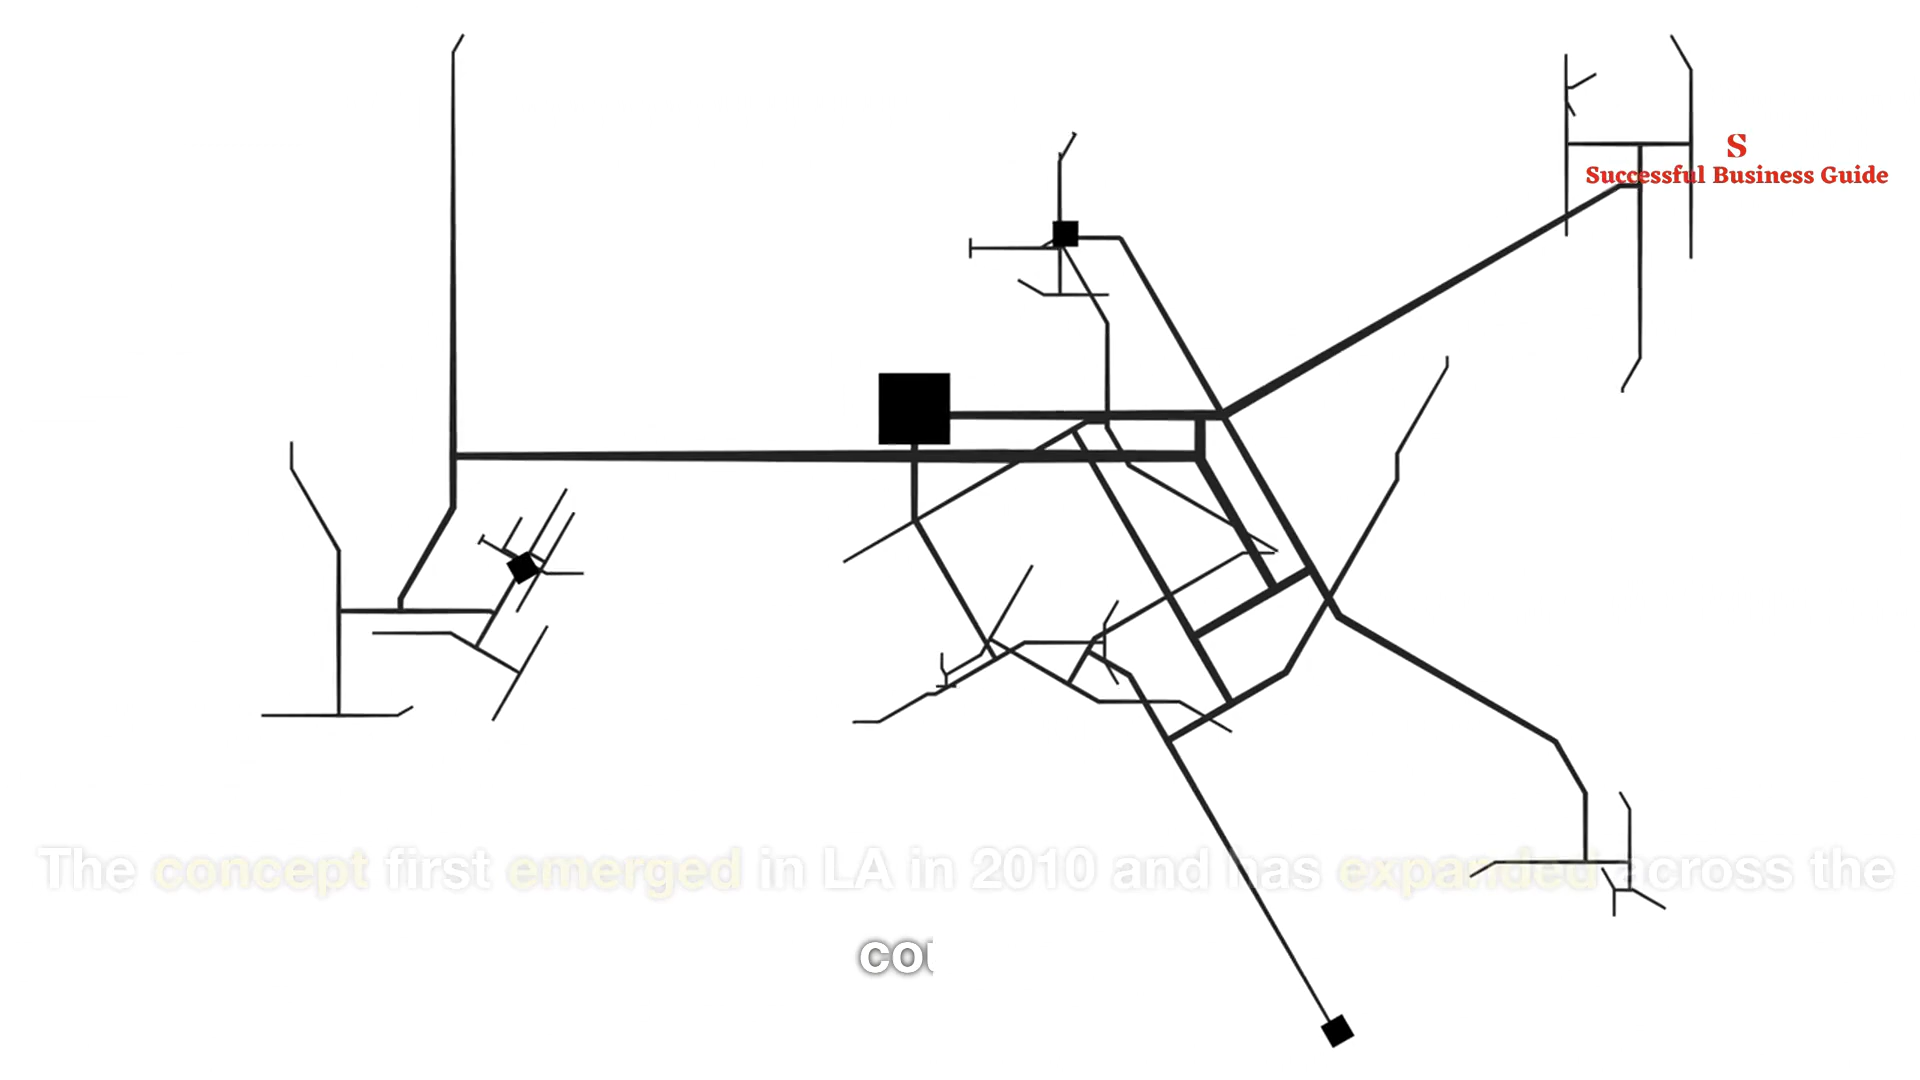 S
Successful Business Guide
The concept first emerged in LA in 2010 and has expanded across the